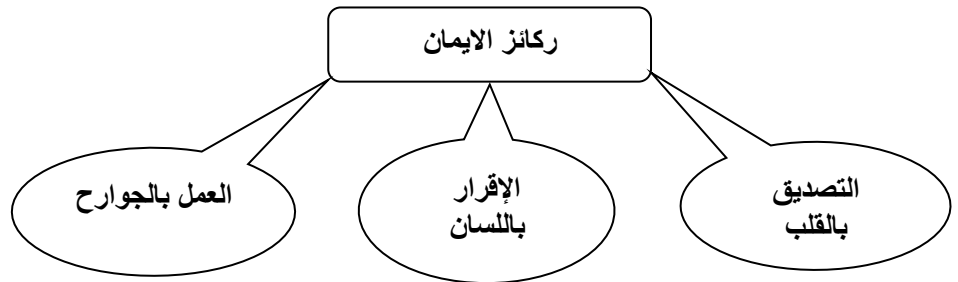 ركائز الايمان
التصديق
بالقلب
الإقرار
باللسان
العمل بالجوارح